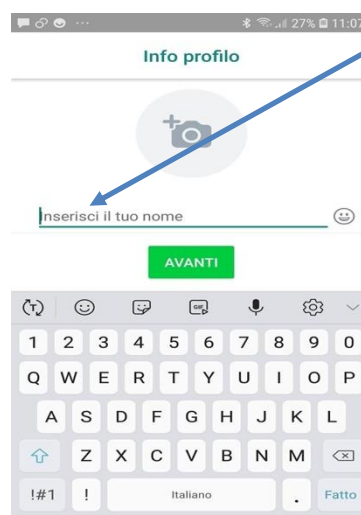 27% 11:07
Info profilo
Inserisci il tuo nome
AVANTI
T GIF
1 2 3 4 5 6 7 8 9 0
Q W E R T Y U I O P
A S D F G H J K L
Z X C V B N M
!#1 ! Italiano . Fatto